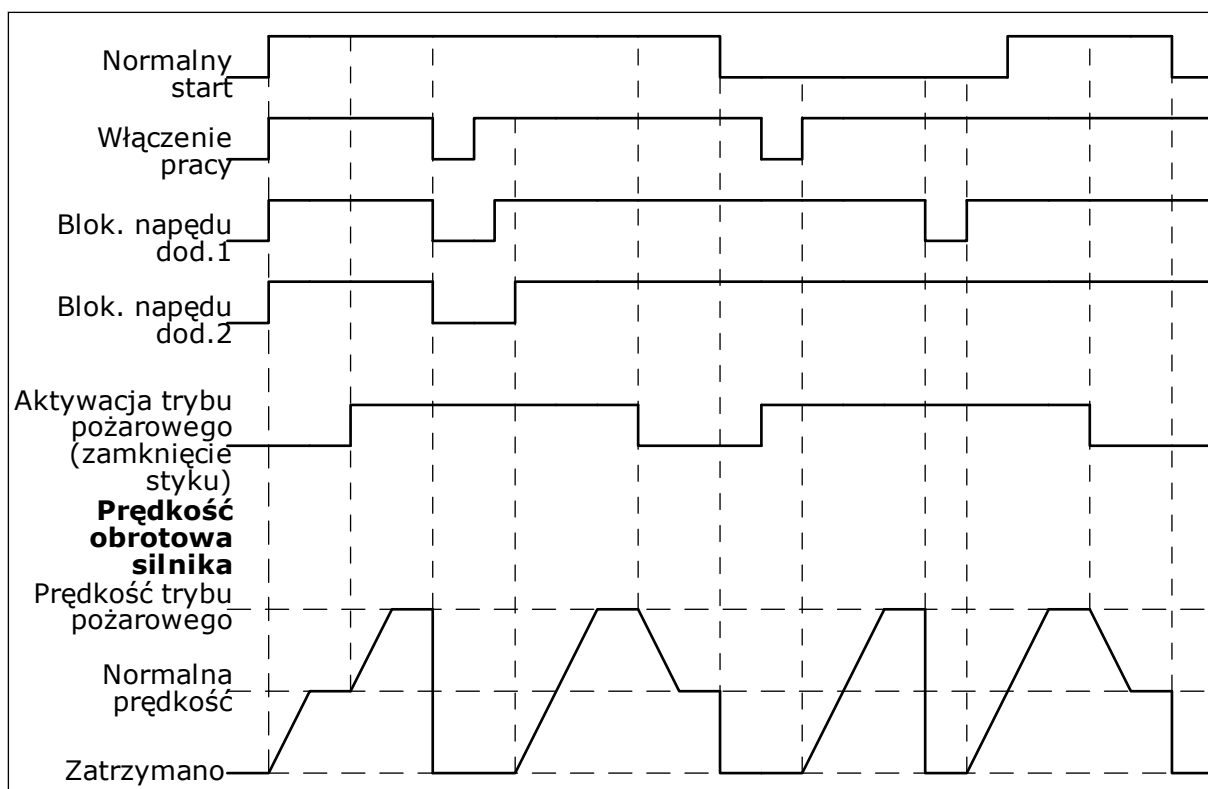 Normalny
start
Włączenie
pracy
Blok. napędu
dod.1
Blok. napędu
dod.2
Aktywacja trybu
pożarowego
(zamknięcie
styku)
Prędkość
obrotowa
silnika
Prędkość trybu
pożarowego
Normalna
prędkość
Zatrzymano